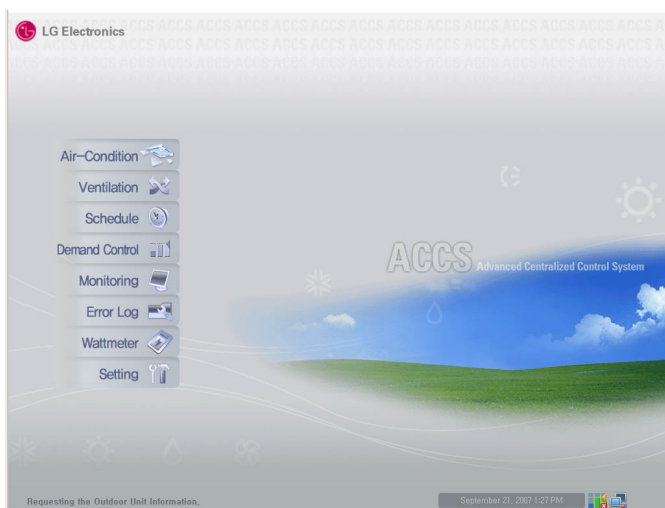 LG Electronics
Air-Condition
Ventilation
Schedule
Demand Control
Monitoring
Error Log
Wattmeter
Setting
ACCS Advanced Centralized Control System
Requesting the Outdoor Unit Information,
September 21, 2007 1:27 PM